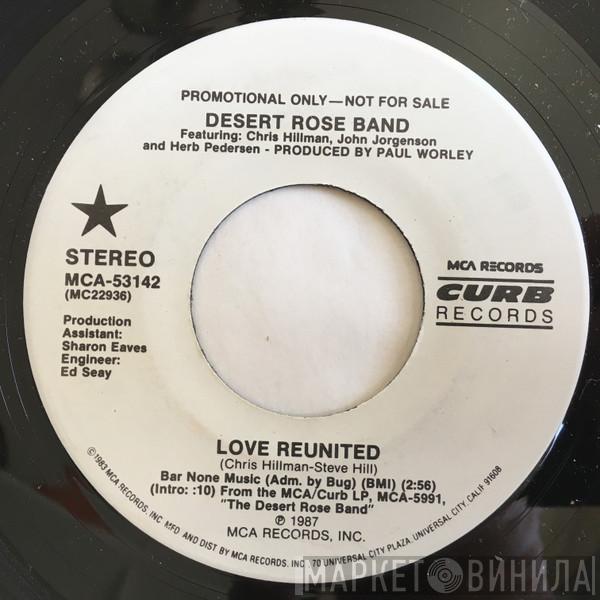 PROMOTIONAL ONLY—NOT FOR SALE
DESERT ROSE BAND
Featuring: Chris Hillman, John Jorgenson
and Herb Pedersen - PRODUCED BY PAUL WORLEY
STEREO
MCA-53142
(MC22936)
MCA RECORDS
CURB
RECORDS
Production
Assistant:
Sharon Eaves
Engineer:
Ed Seay
LOVE REUNITED
(Chris Hillman-Steve Hill)
Bar None Music (Adm. by Bug) (BMI) (2:56)
(Intro: :10) From the MCA/Curb LP, MCA-5991,
"The Desert Rose Band"
℗ 1987
MCA RECORDS, INC.
©1983 MCA RECORDS, INC. MFD. AND DIST BY MCA RECORDS. INC., 70 UNIVERSAL CITY PLAZA, UNIVERSAL CITY, CALIF. 91608
МАРКЕТ ВИНИЛА